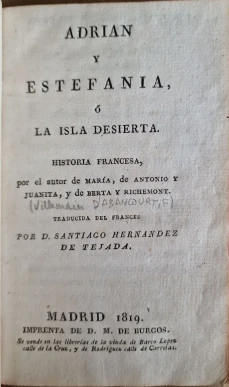 ADRIAN
Y
ESTEFANIA,
ó
LA ISLA DESIERTA.
HISTORIA FRANCESA,
por el autor de MARÍA, de ANTONIO Y
JUANITA, y de BERTA Y RICHEMONT.
D'ABANCOURT, F)
TRADUCIDA DEL FRANCES
POR D. SANTIAGO HERNANDEZ
DE TEJADA.
MADRID 1819.
IMPRENTA DE D. M. DE BURGOS.
Se vende en las librerías de la viuda de Barco Lopez
calle de la Cruz, y de Rodriguez calle de Carretas.